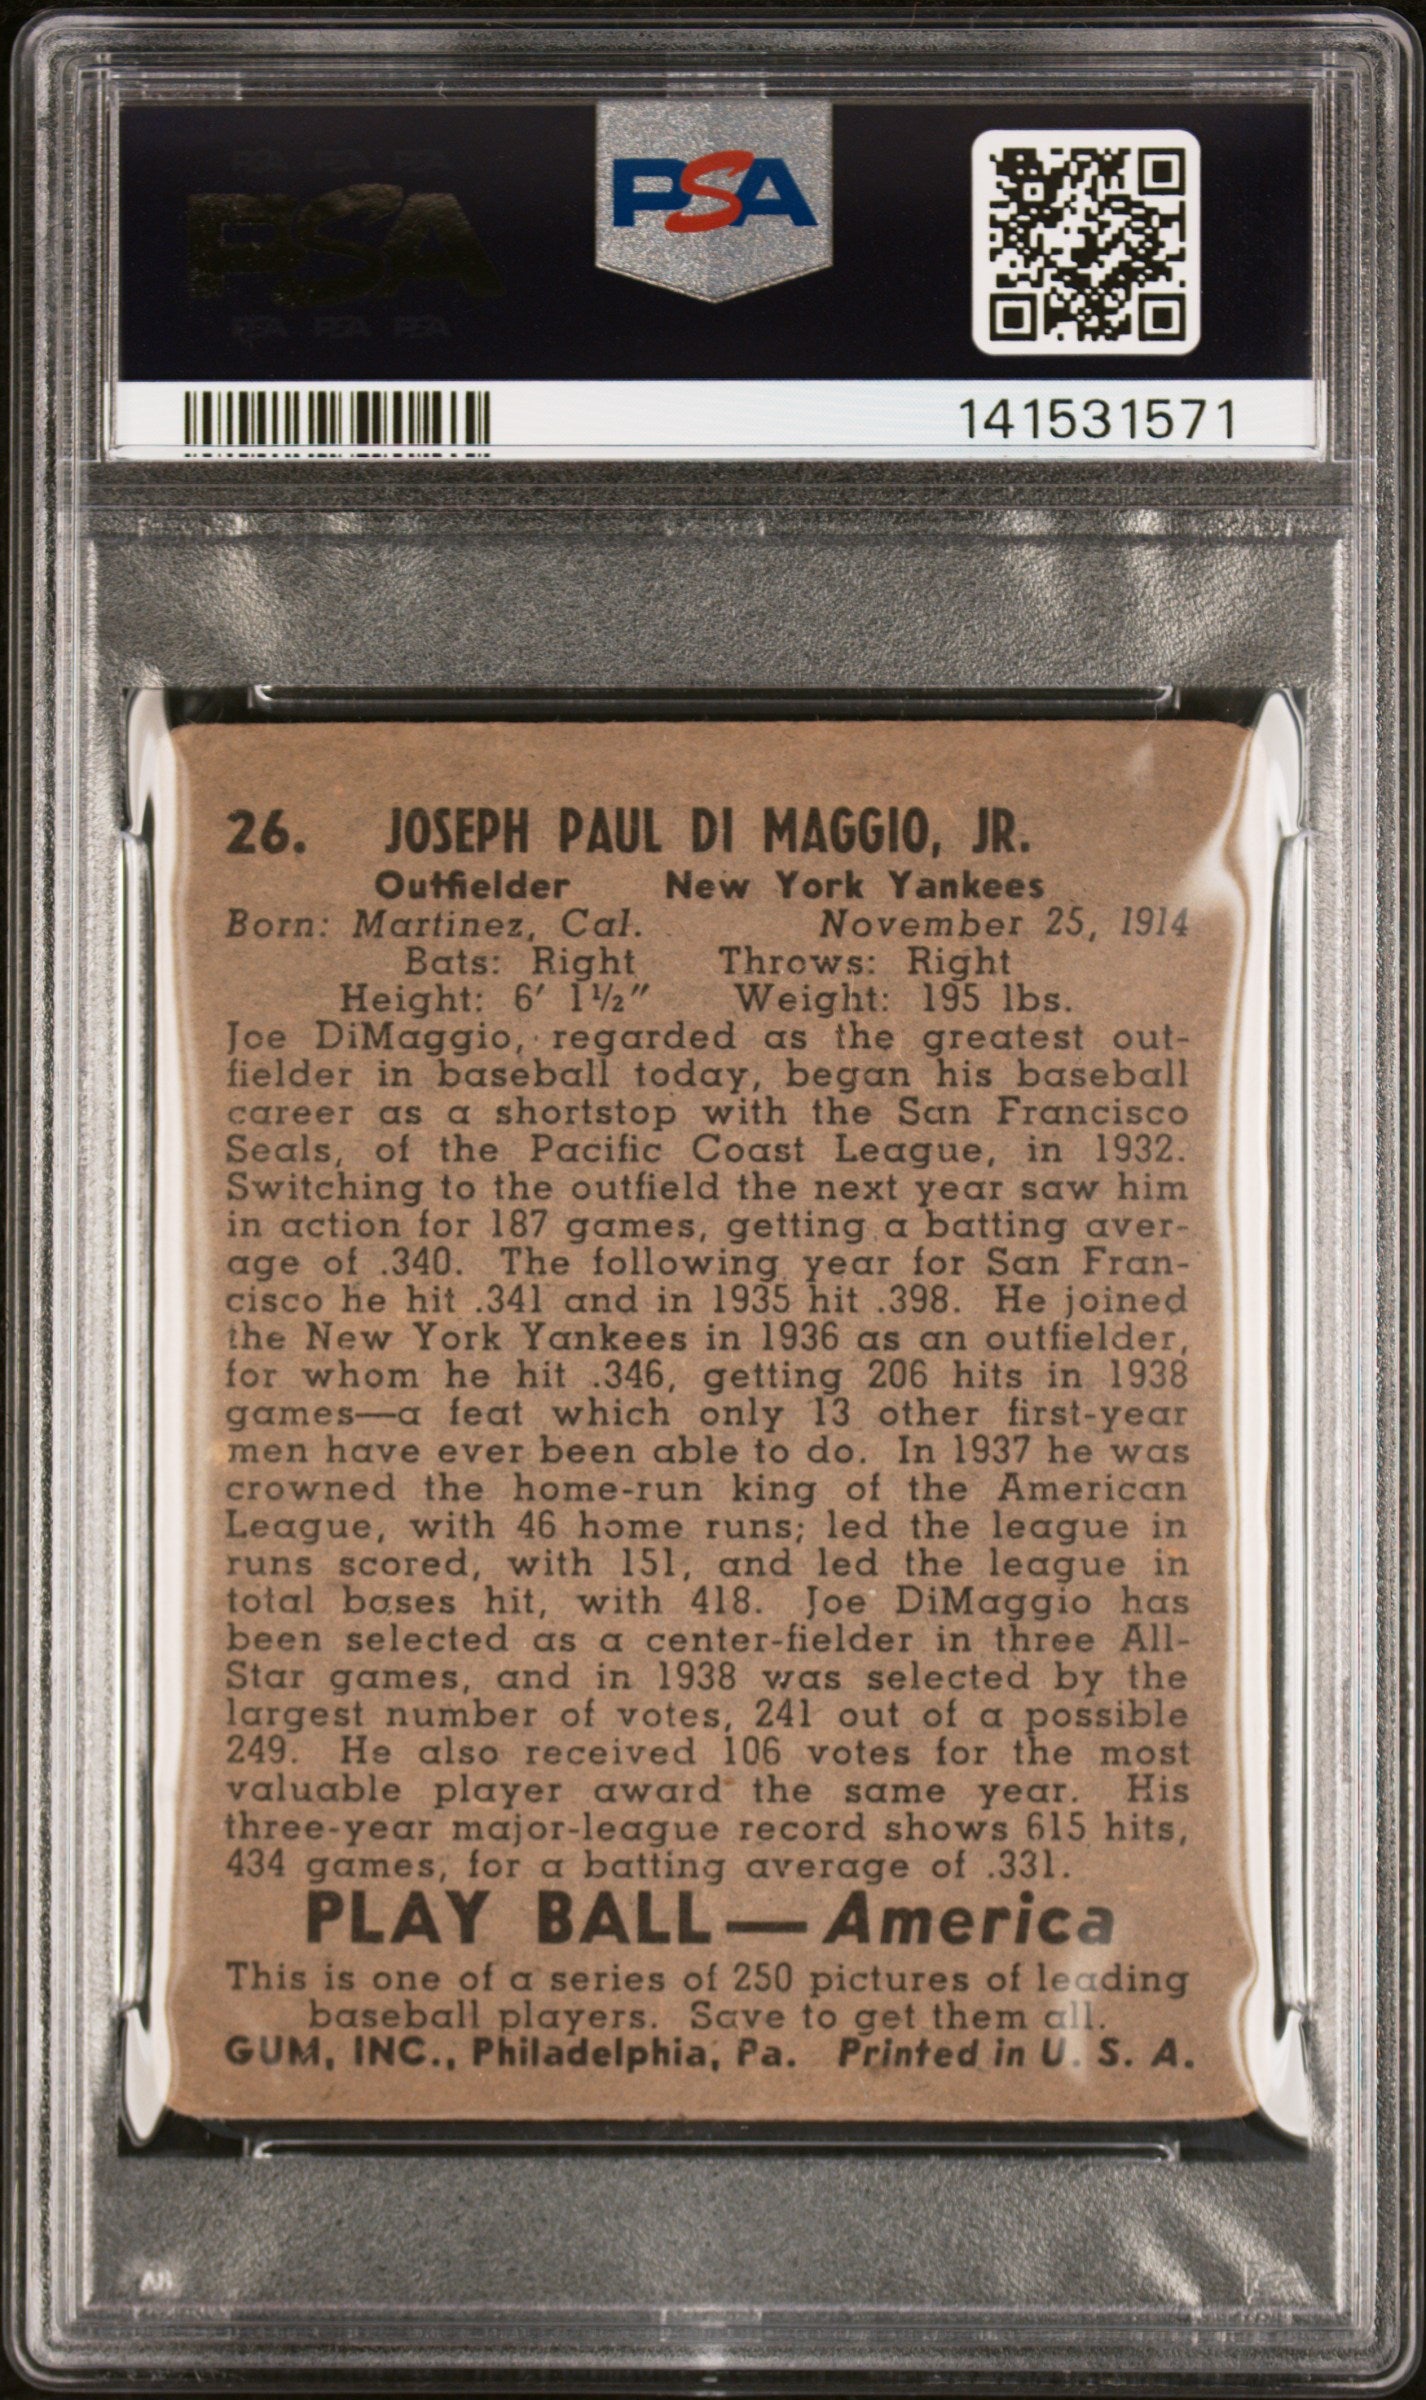 PSA PSA PSA
PSA
PSA PSA PSA
PSA
141531571
26. JOSEPH PAUL DI MAGGIO, JR.
Outfielder New York Yankees
Born: Martinez, Cal. November 25, 1914
Bats: Right Throws: Right
Height: 6' 1½" Weight: 195 lbs.
Joe DiMaggio, regarded as the greatest out-
fielder in baseball today, began his baseball
career as a shortstop with the San Francisco
Seals, of the Pacific Coast League, in 1932.
Switching to the outfield the next year saw him
in action for 187 games, getting a batting aver-
age of .340. The following year for San Fran-
cisco he hit .341 and in 1935 hit .398. He joined
the New York Yankees in 1936 as an outfielder,
for whom he hit .346, getting 206 hits in 1938
games—a feat which only 13 other first-year
men have ever been able to do. In 1937 he was
crowned the home-run king of the American
League, with 46 home runs; led the league in
runs scored, with 151, and led the league in
total bases hit, with 418. Joe DiMaggio has
been selected as a center-fielder in three All-
Star games, and in 1938 was selected by the
largest number of votes, 241 out of a possible
249. He also received 106 votes for the most
valuable player award the same year. His
three-year major-league record shows 615 hits,
434 games, for a batting average of .331.
PLAY BALL—America
This is one of a series of 250 pictures of leading
baseball players. Save to get them all.
GUM, INC., Philadelphia, Pa. Printed in U. S. A.